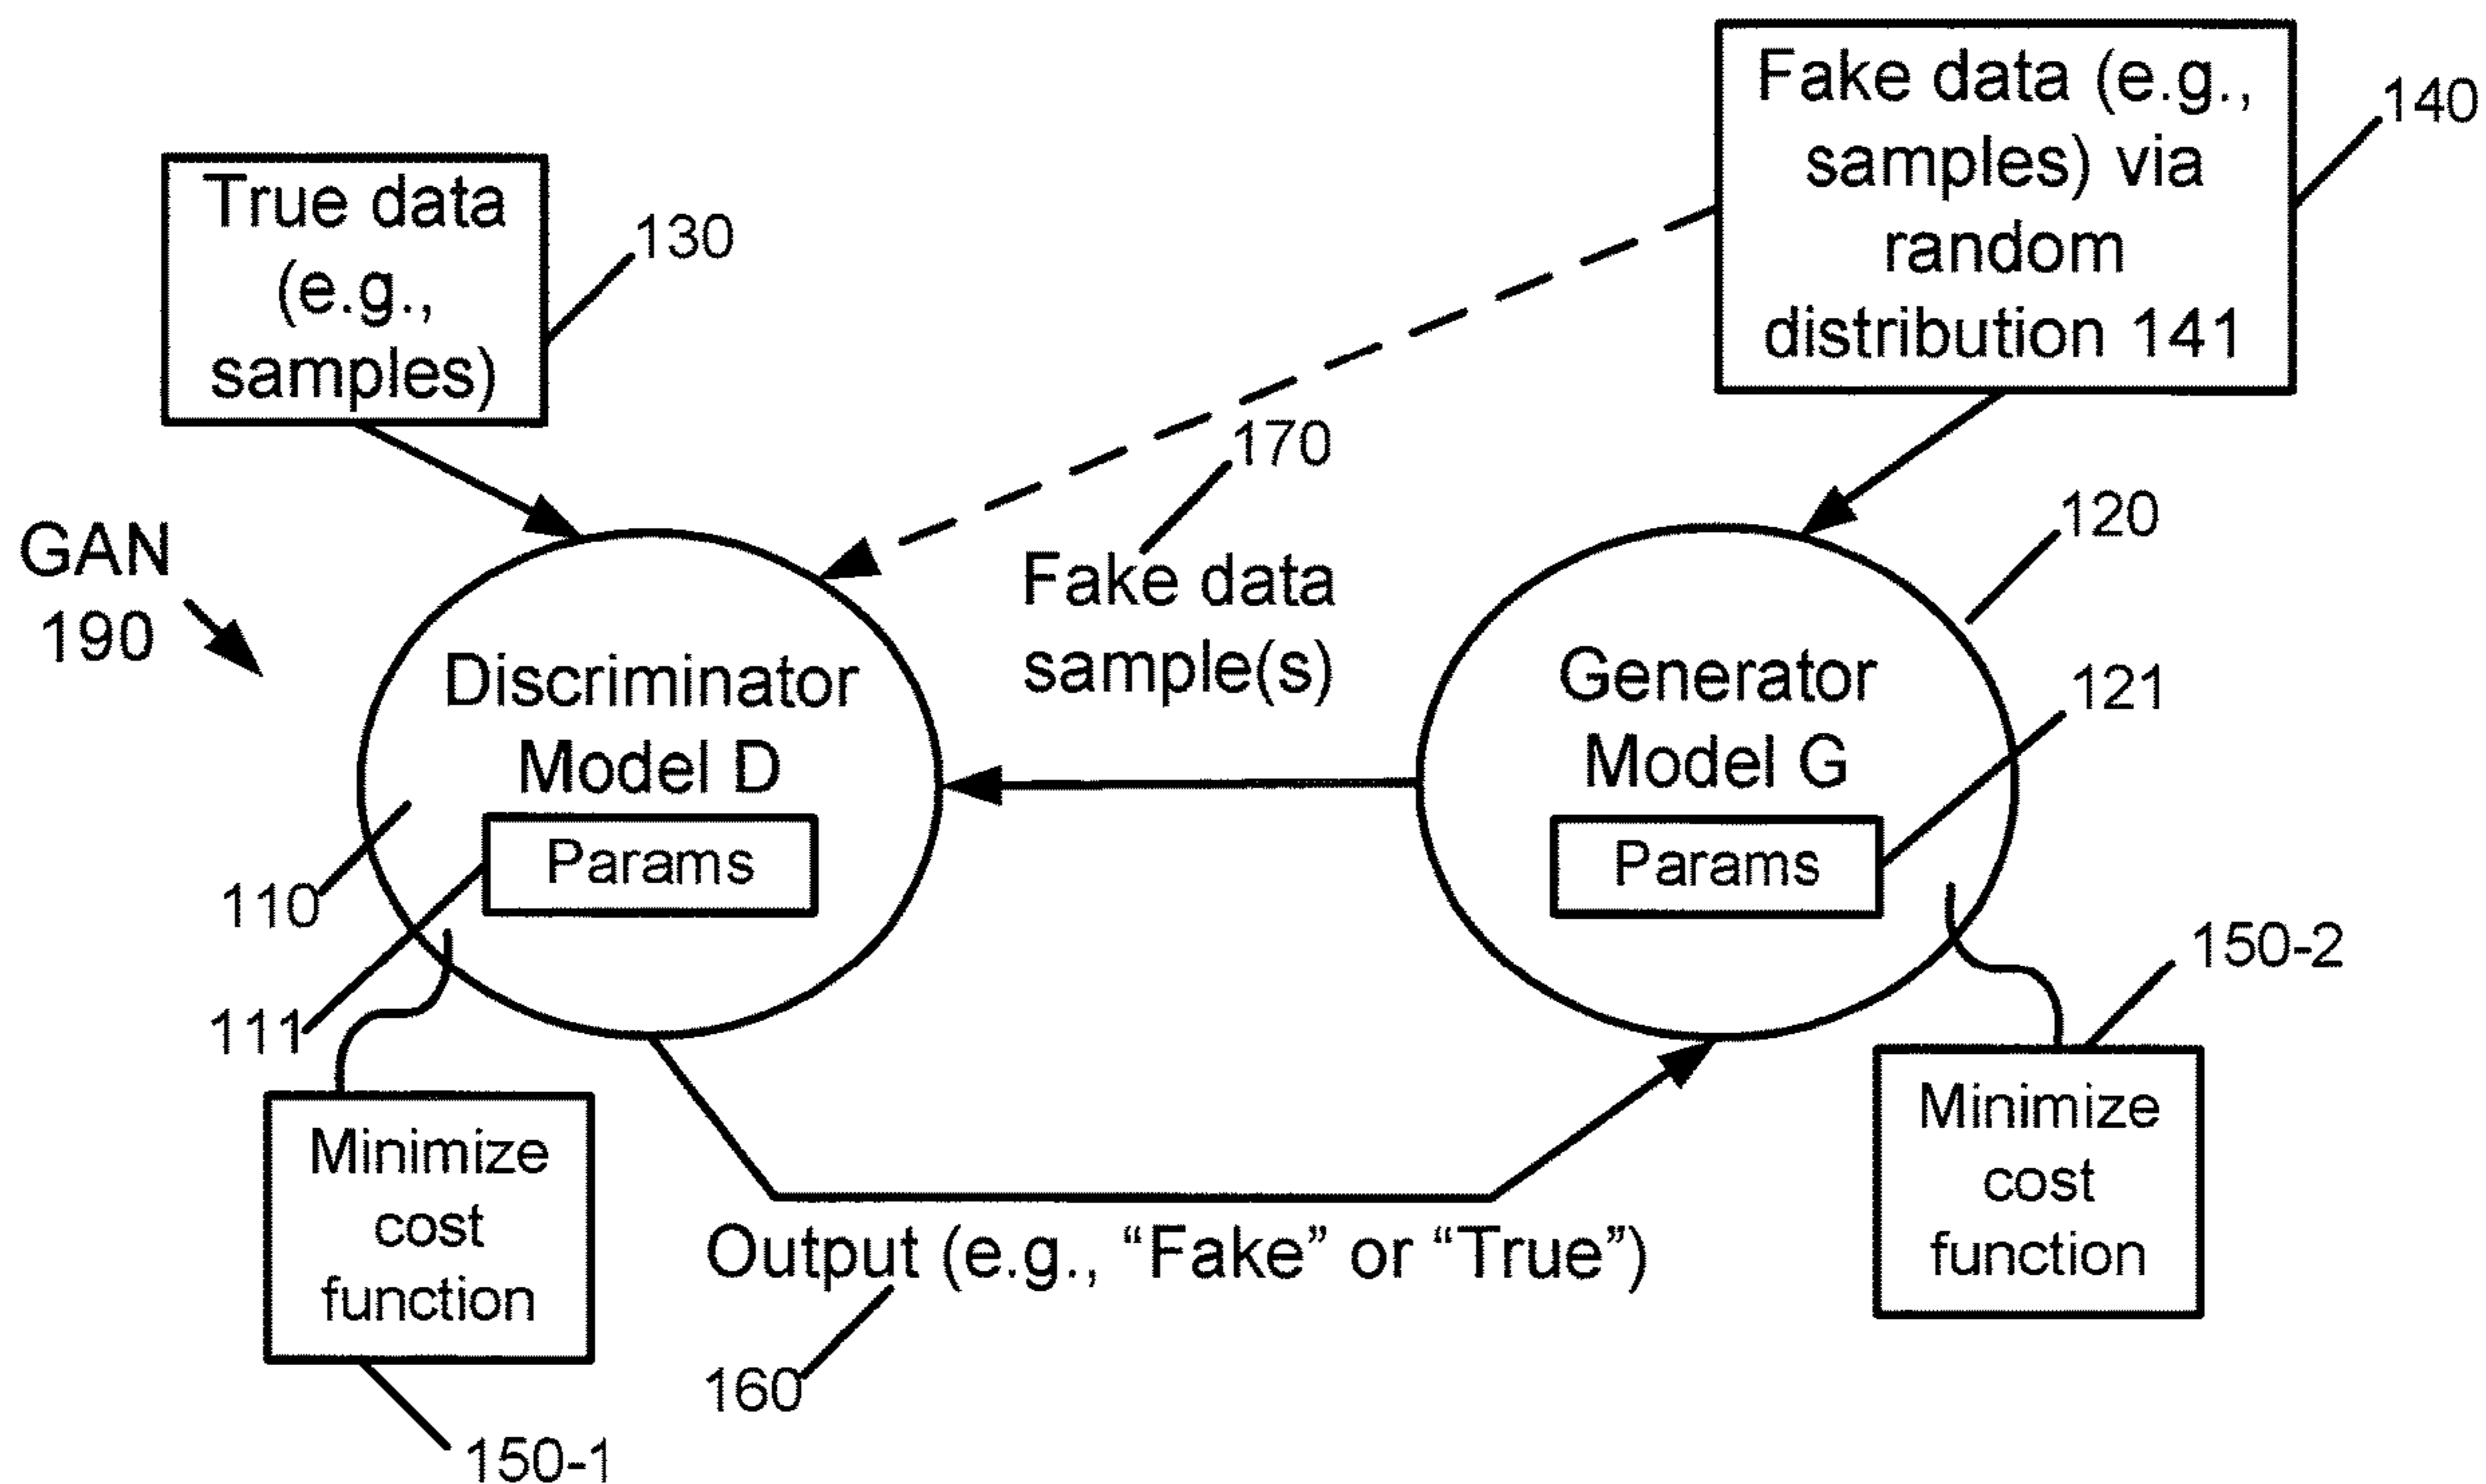 Fake data (e.g.,
samples) via
random
distribution 141
140
True data
(e.g.,
samples)
130
170
Fake data
sample(s)
GAN
190
120
Discriminator
Model D
Params
Generator
Model G
Params
121
110
111
150-2
Minimize
cost
function
150-1
Minimize
cost
function
Output (e.g., “Fake” or “True”)
160